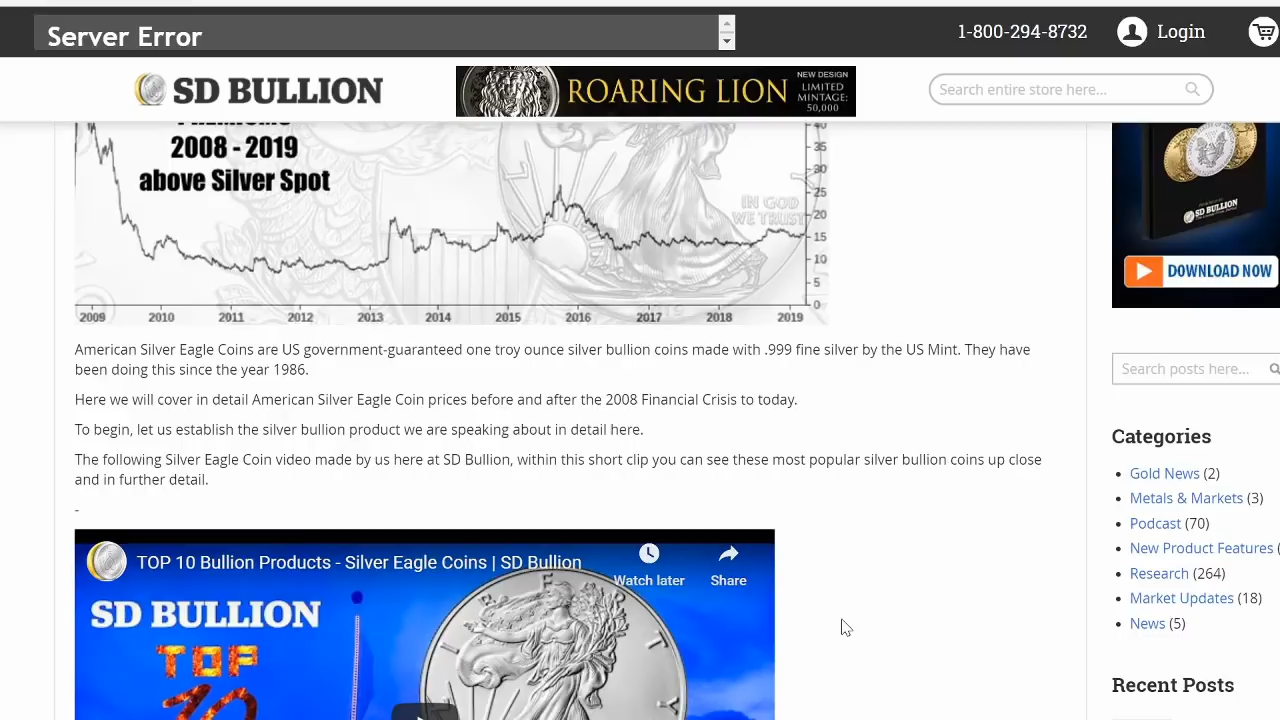 Server Error
1-800-294-8732
Login
SD BULLION
ROARING LION
NEW DESIGN
LIMITED
MINTAGE:
50,000
Search entire store here...
2008 - 2019
above Silver Spot
IN GOD
WE TRUST
40
35
30
25
20
15
10
5
0
2009 2010 2011 2012 2013 2014 2015 2016 2017 2018 2019
American Silver Eagle Coins are US government-guaranteed one troy ounce silver bullion coins made with .999 fine silver by the US Mint. They have
been doing this since the year 1986.
Here we will cover in detail American Silver Eagle Coin prices before and after the 2008 Financial Crisis to today.
To begin, let us establish the silver bullion product we are speaking about in detail here.
The following Silver Eagle Coin video made by us here at SD Bullion, within this short clip you can see these most popular silver bullion coins up close
and in further detail.
-
TOP 10 Bullion Products - Silver Eagle Coins | SD Bullion
Watch later
Share
SD BULLION
TOP
10
SD BULLION
DOWNLOAD NOW
Search posts here...
Categories
Gold News (2)
Metals & Markets (3)
Podcast (70)
New Product Features (
Research (264)
Market Updates (18)
News (5)
Recent Posts